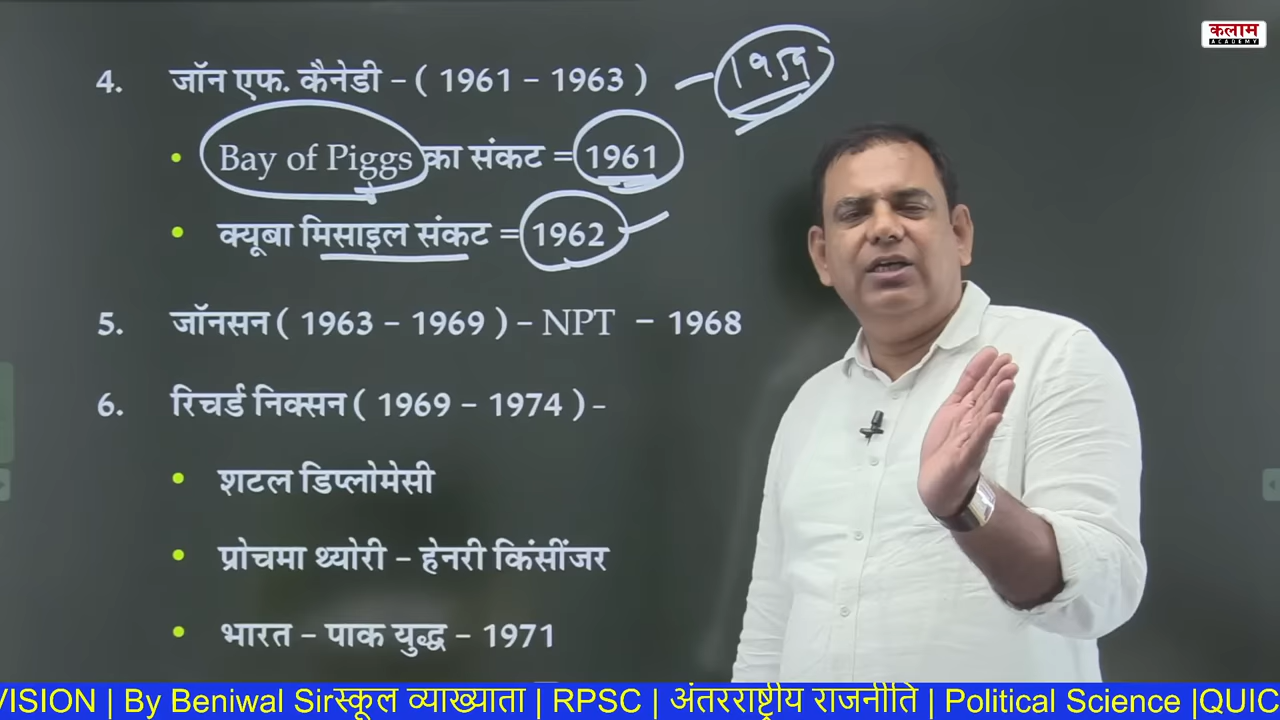 कलाम
ACADEMY
4. जॉन एफ. कैनेडी – ( 1961 – 1963 ) – 1959
• Bay of Piggs का संकट = 1961
• क्यूबा मिसाइल संकट = 1962
5. जॉनसन ( 1963 – 1969 ) – NPT – 1968
6. रिचर्ड निक्सन ( 1969 – 1974 ) –
• शटल डिप्लोमेसी
• प्रोचमा थ्योरी – हेनरी किंसींजर
• भारत – पाक युद्ध – 1971
VISION | By Beniwal Sirस्कूल व्याख्याता | RPSC | अंतरराष्ट्रीय राजनीति | Political Science |QUIC